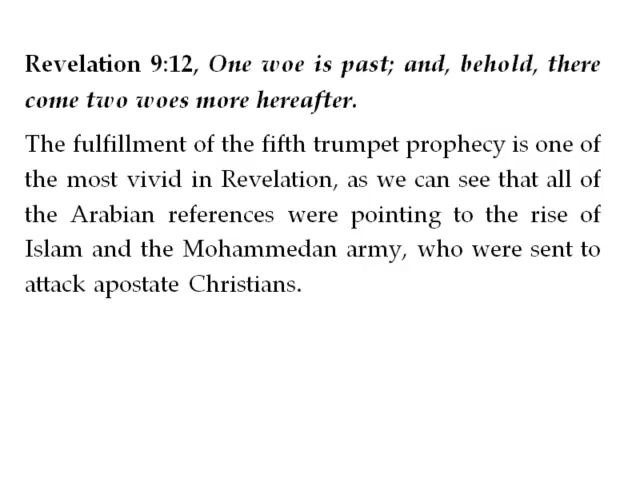 Revelation 9:12, One woe is past; and, behold, there
come two woes more hereafter.
The fulfillment of the fifth trumpet prophecy is one of
the most vivid in Revelation, as we can see that all of
the Arabian references were pointing to the rise of
Islam and the Mohammedan army, who were sent to
attack apostate Christians.